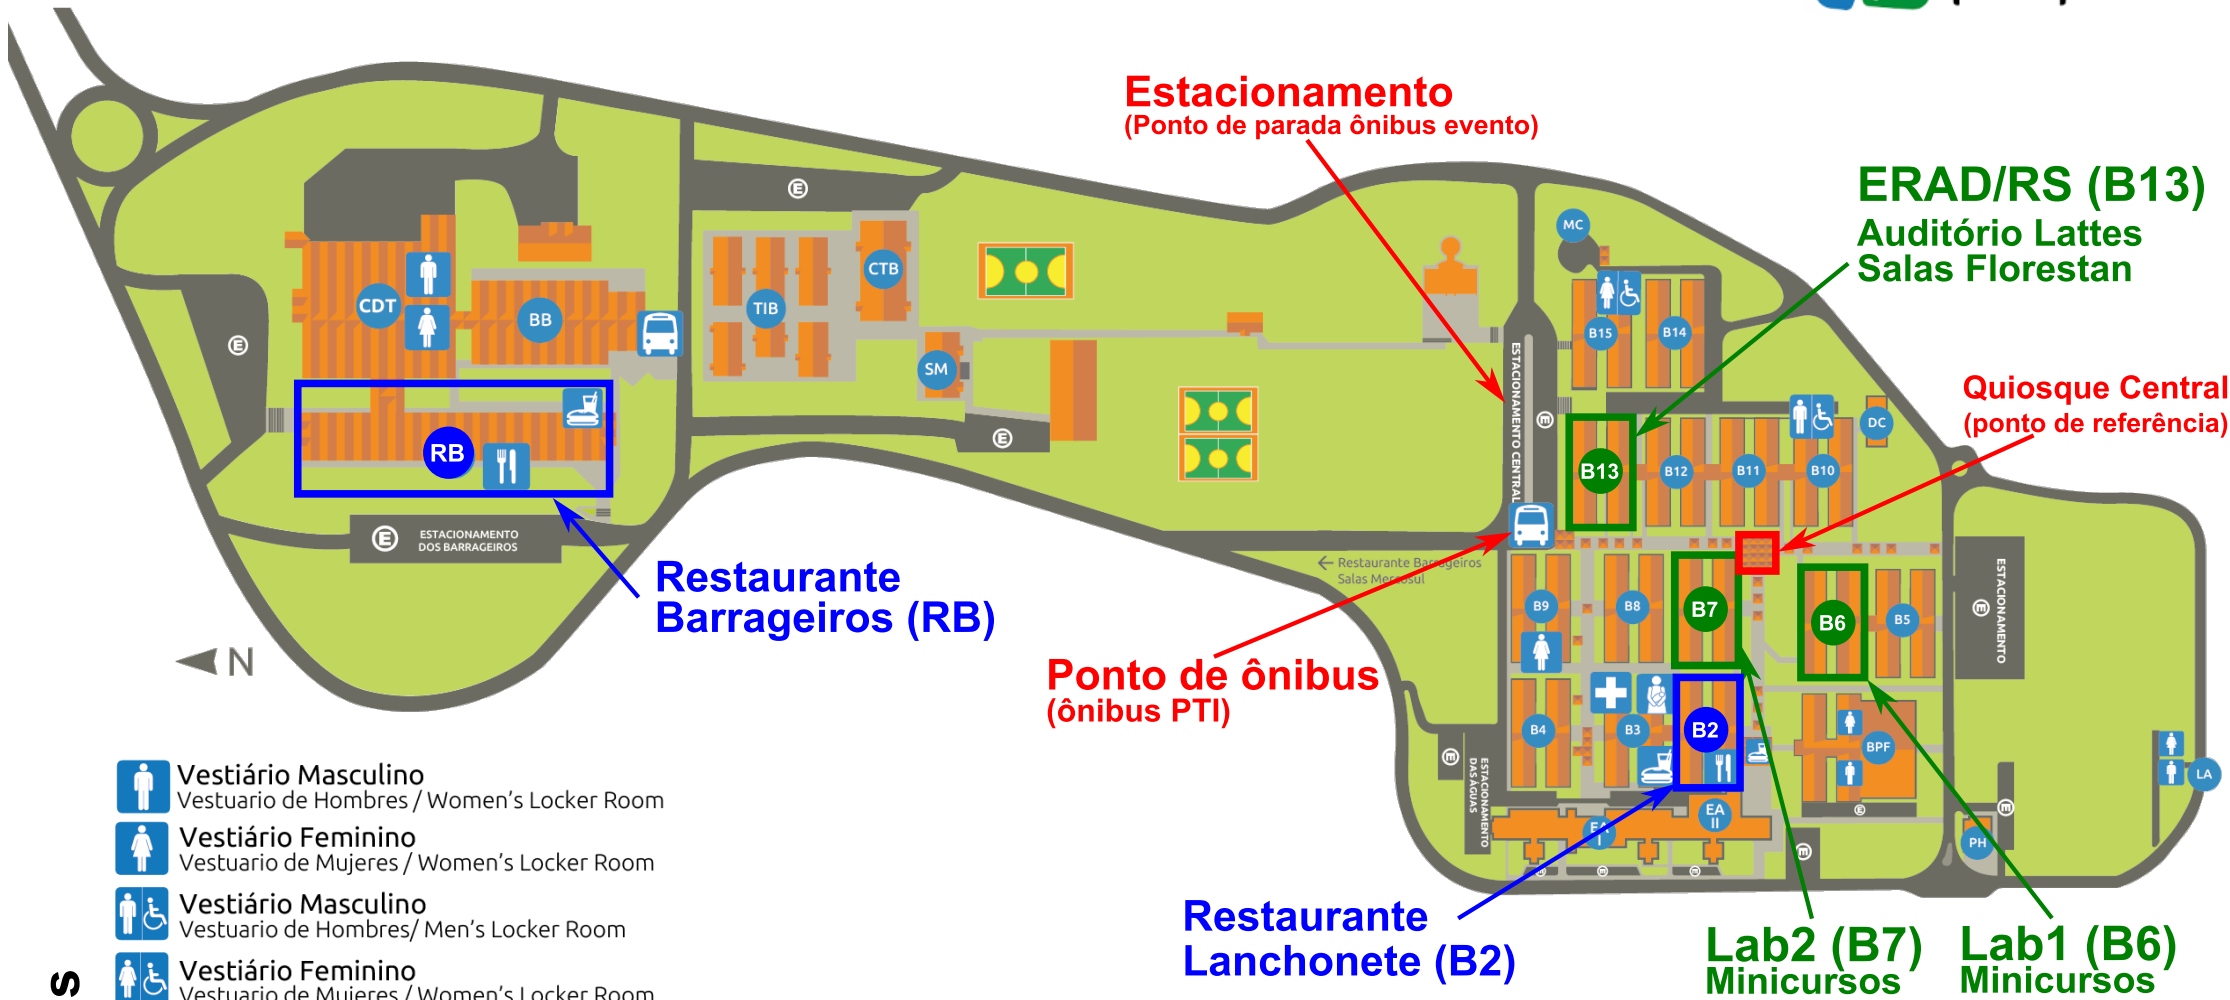 Estacionamento
(Ponto de parada ônibus evento)
ERAD/RS (B13)
Auditório Lattes
Salas Florestan
Quiosque Central
(ponto de referência)
MC
E
CTB
CDT
BB
TIB
SM
E
B15
B14
ESTACIONAMENTO CENTRAL
E
DC
RB
E
B13
B12
B11
B10
E
ESTACIONAMENTO
DOS BARRAGEIROS
← Restaurante Barrageiros
Salas Mercosul
Restaurante
Barrageiros (RB)
B9
B8
B7
B6
B5
E
ESTACIONAMENTO
N
Ponto de ônibus
(ônibus PTI)
B4
B3
B2
BPF
E
ESTACIONAMENTO
DAS ÁGUAS
LA
EA
I
EA
II
E
E
E
PH
E
E
E
Vestiário Masculino
Vestuario de Hombres / Women's Locker Room
Vestiário Feminino
Vestuario de Mujeres / Women's Locker Room
Vestiário Masculino
Vestuario de Hombres/ Men's Locker Room
Vestiário Feminino
Vestuario de Mujeres / Women's Locker Room
s
Restaurante
Lanchonete (B2)
Lab2 (B7)
Minicursos
Lab1 (B6)
Minicursos